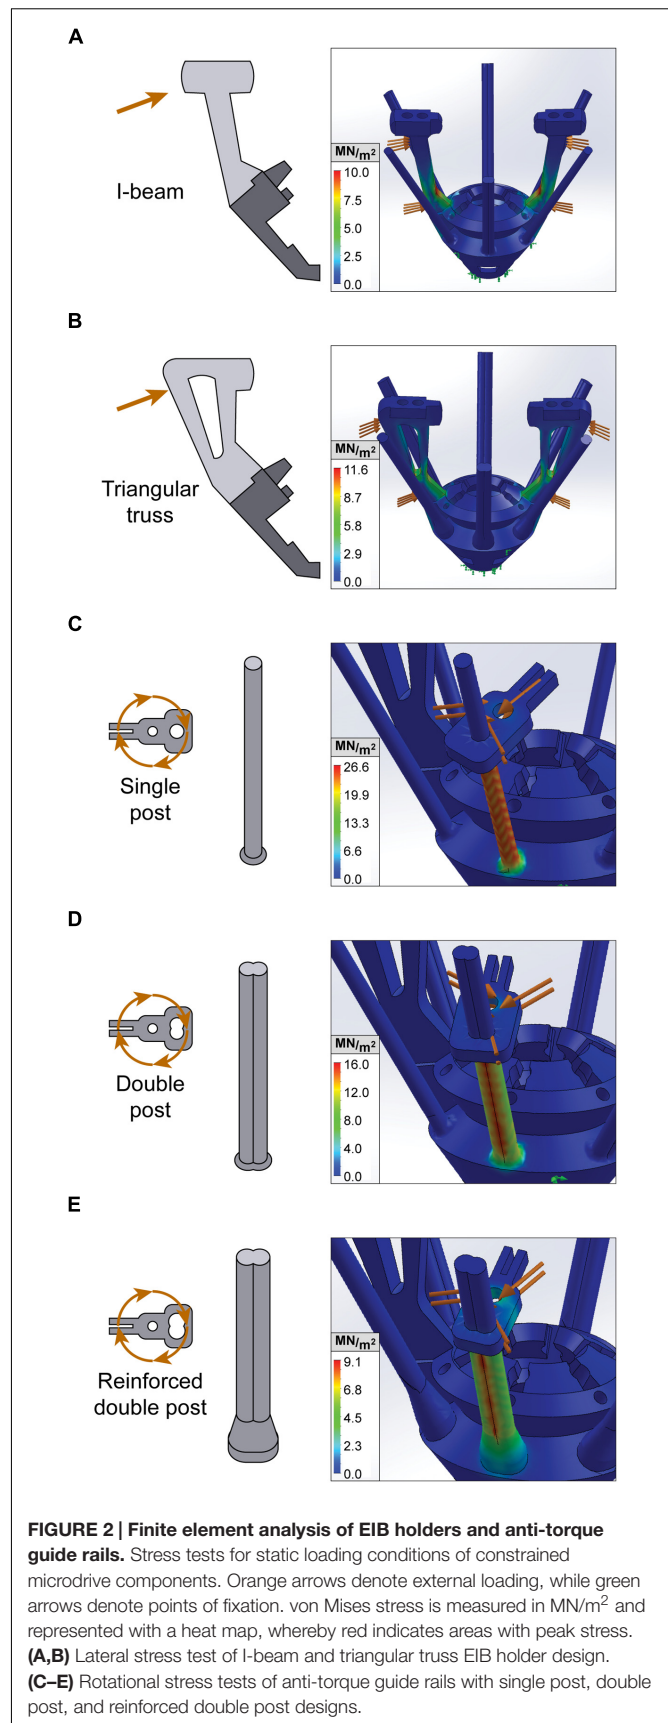 A
I-beam
MN/m²
10.0
7.5
5.0
2.5
0.0
B
Triangular
truss
MN/m²
11.6
8.7
5.8
2.9
0.0
C
Single
post
MN/m²
26.6
19.9
13.3
6.6
0.0
D
Double
post
MN/m²
16.0
12.0
8.0
4.0
0.0
E
Reinforced
double post
MN/m²
9.1
6.8
4.5
2.3
0.0
FIGURE 2 | Finite element analysis of EIB holders and anti-torque
guide rails. Stress tests for static loading conditions of constrained
microdrive components. Orange arrows denote external loading, while green
arrows denote points of fixation. von Mises stress is measured in MN/m² and
represented with a heat map, whereby red indicates areas with peak stress.
(A,B) Lateral stress test of I-beam and triangular truss EIB holder design.
(C–E) Rotational stress tests of anti-torque guide rails with single post, double
post, and reinforced double post designs.